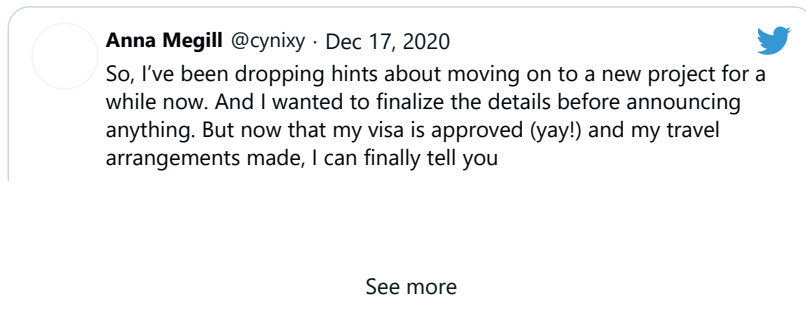 Anna Megill @cynixy · Dec 17, 2020
So, I’ve been dropping hints about moving on to a new project for a
while now. And I wanted to finalize the details before announcing
anything. But now that my visa is approved (yay!) and my travel
arrangements made, I can finally tell you
See more